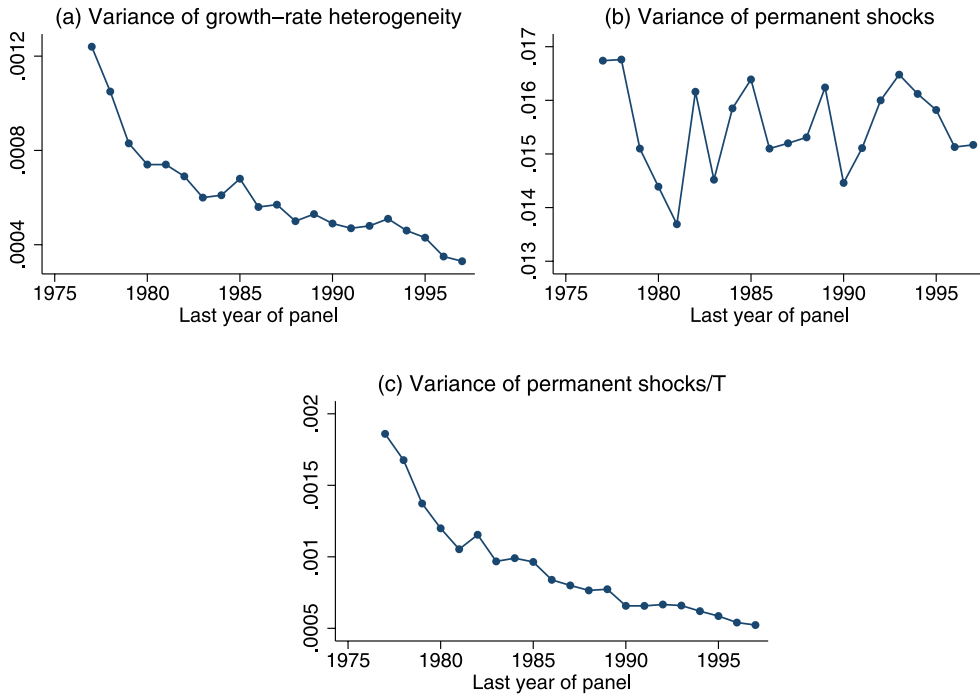 (a) Variance of growth–rate heterogeneity
.0012
.0008
.0004
1975 1980 1985 1990 1995
Last year of panel
(b) Variance of permanent shocks
.017
.016
.015
.014
.013
1975 1980 1985 1990 1995
Last year of panel
(c) Variance of permanent shocks/T
.002
.0015
.001
.0005
1975 1980 1985 1990 1995
Last year of panel